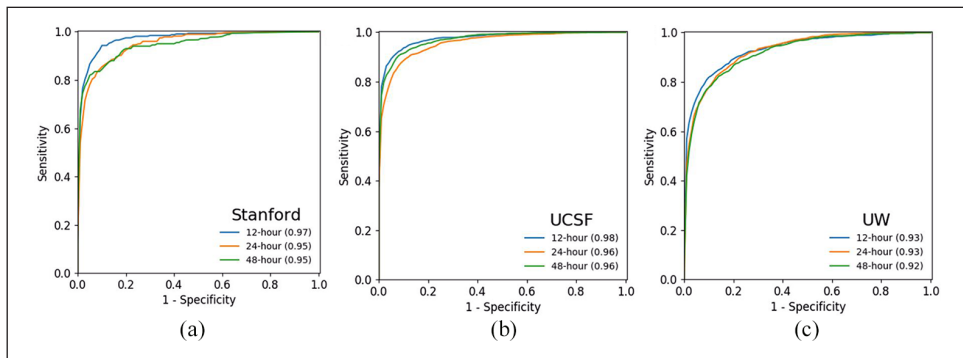 1.0
0.8
0.6
0.4
0.2
0.0
Sensitivity
Stanford
12-hour (0.97)
24-hour (0.95)
48-hour (0.95)
0.0 0.2 0.4 0.6 0.8 1.0
1 - Specificity
(a)
1.0
0.8
0.6
0.4
0.2
0.0
Sensitivity
UCSF
12-hour (0.98)
24-hour (0.96)
48-hour (0.96)
0.0 0.2 0.4 0.6 0.8 1.0
1 - Specificity
(b)
1.0
0.8
0.6
0.4
0.2
0.0
Sensitivity
UW
12-hour (0.93)
24-hour (0.93)
48-hour (0.92)
0.0 0.2 0.4 0.6 0.8 1.0
1 - Specificity
(c)